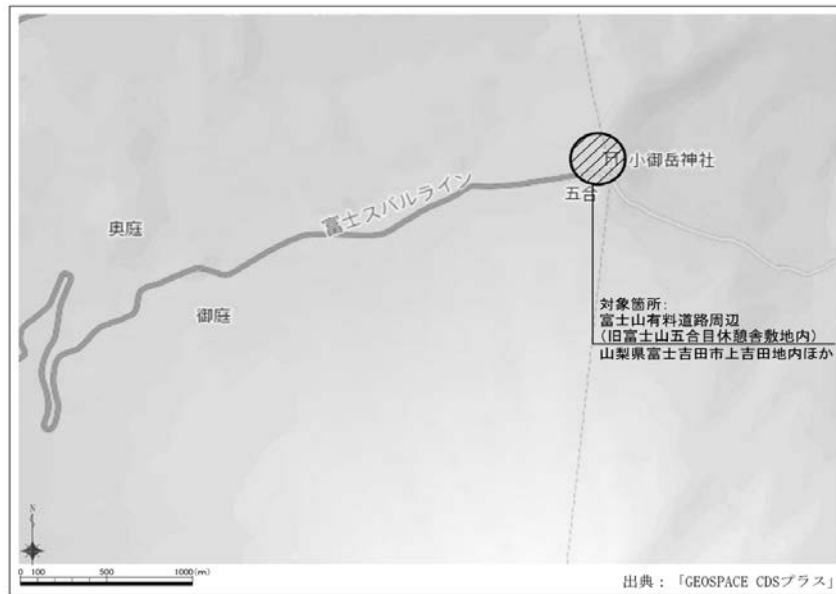 小御岳神社
五合
富士スバルライン
奥庭
御庭
対象箇所:
富士山有料道路周辺
(旧富士山五合目休憩舎敷地内)
山梨県富士吉田市上吉田地内ほか
N
0 100 500 1000(m)
出典:「GEOSPACE CDSプラス」